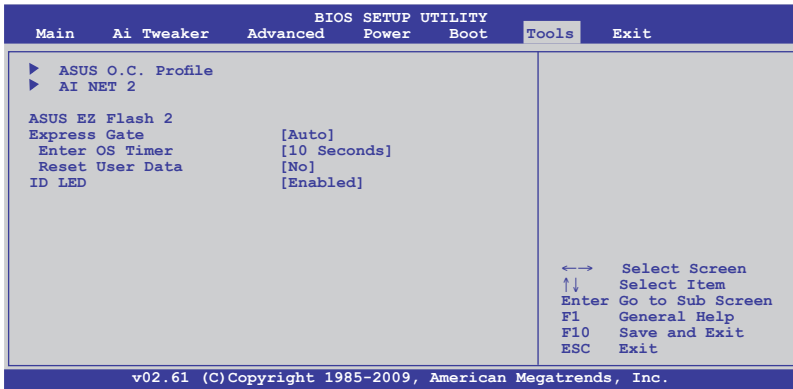 BIOS SETUP UTILITY
Main Ai Tweaker Advanced Power Boot Tools Exit
ASUS O.C. Profile
AI NET 2
ASUS EZ Flash 2
Express Gate [Auto]
Enter OS Timer [10 Seconds]
Reset User Data [No]
ID LED [Enabled]
←→ Select Screen
↑↓ Select Item
Enter Go to Sub Screen
F1 General Help
F10 Save and Exit
ESC Exit
v02.61 (C)Copyright 1985-2009, American Megatrends, Inc.